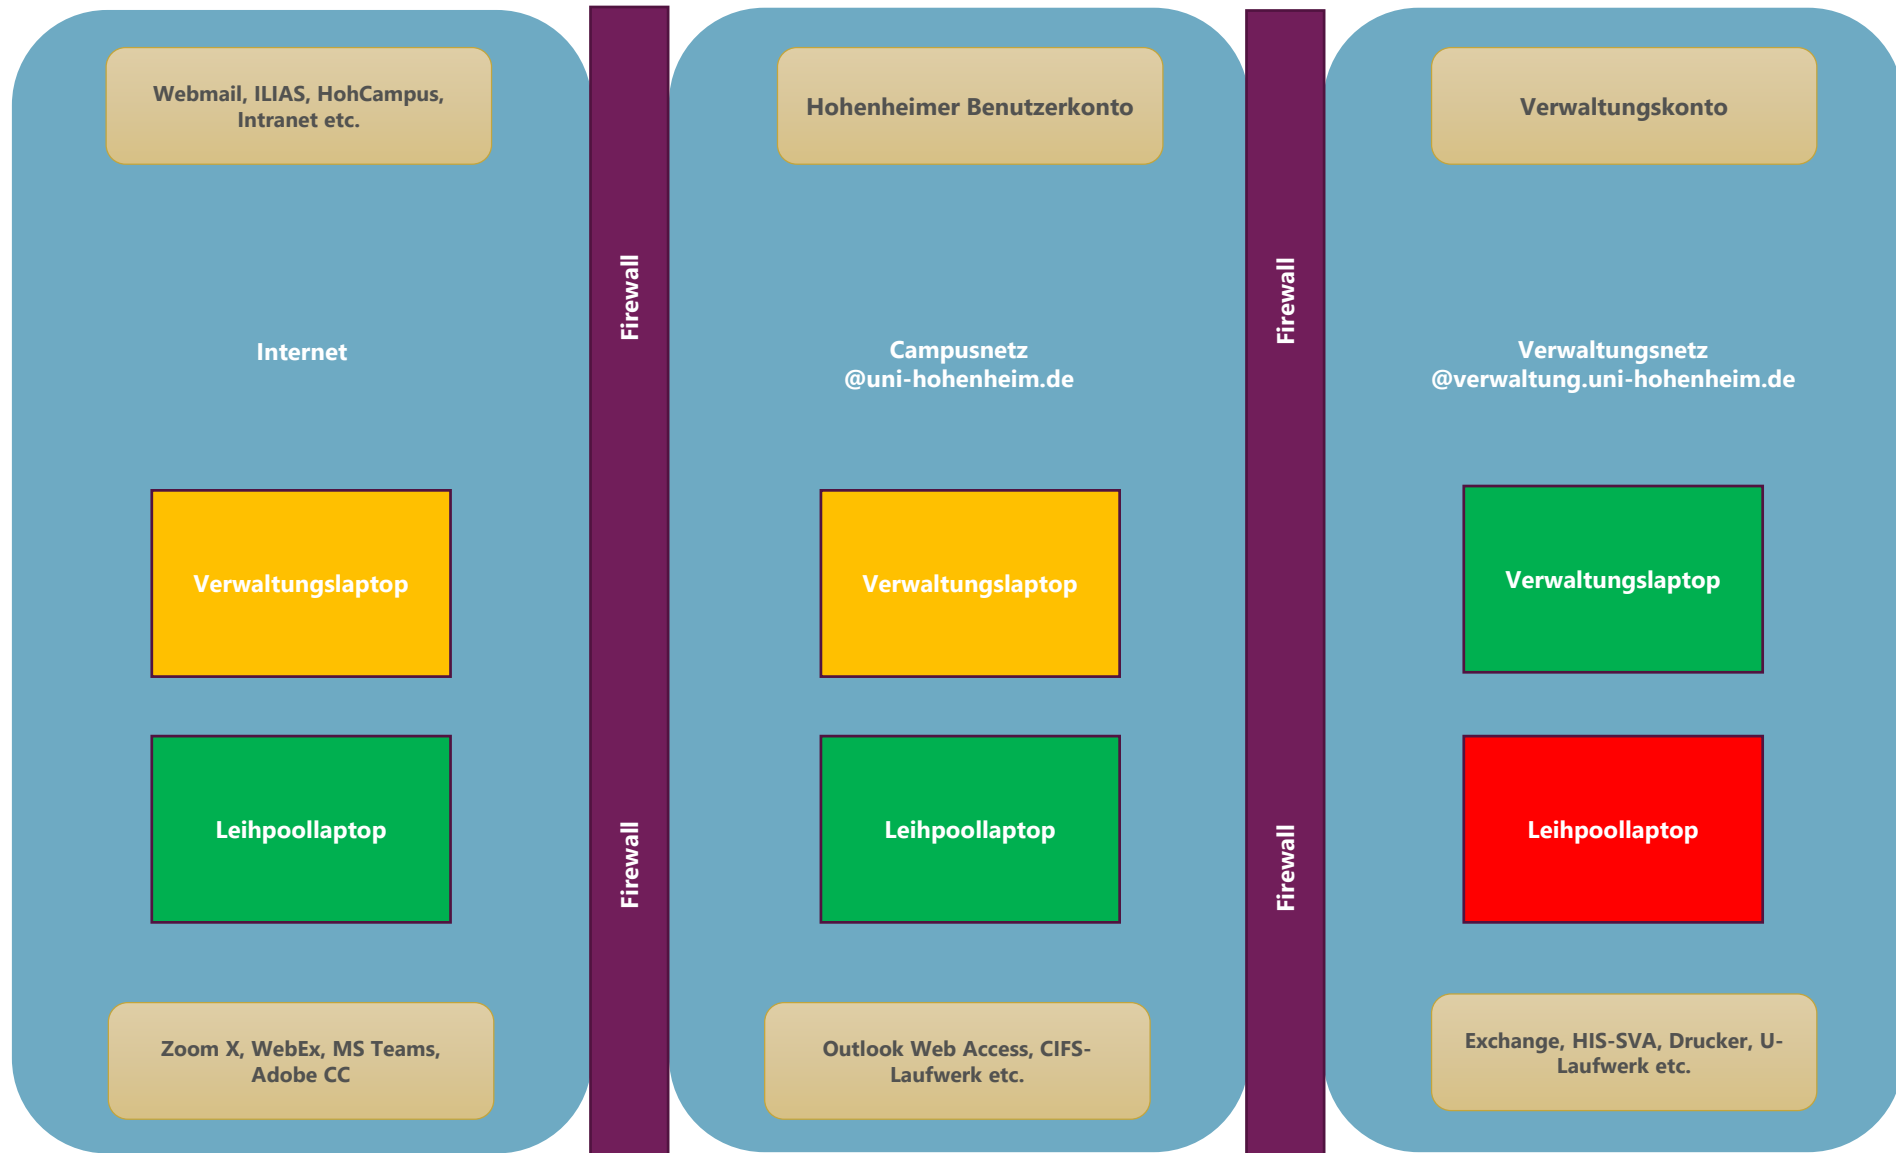 Webmail, ILIAS, HohCampus,
Intranet etc.
Internet
Verwaltungslaptop
Leihpoollaptop
Zoom X, WebEx, MS Teams,
Adobe CC
Firewall
Firewall
Hohenheimer Benutzerkonto
Campusnetz
@uni-hohenheim.de
Verwaltungslaptop
Leihpoollaptop
Outlook Web Access, CIFS-
Laufwerk etc.
Firewall
Firewall
Verwaltungskonto
Verwaltungsnetz
@verwaltung.uni-hohenheim.de
Verwaltungslaptop
Leihpoollaptop
Exchange, HIS-SVA, Drucker, U-
Laufwerk etc.